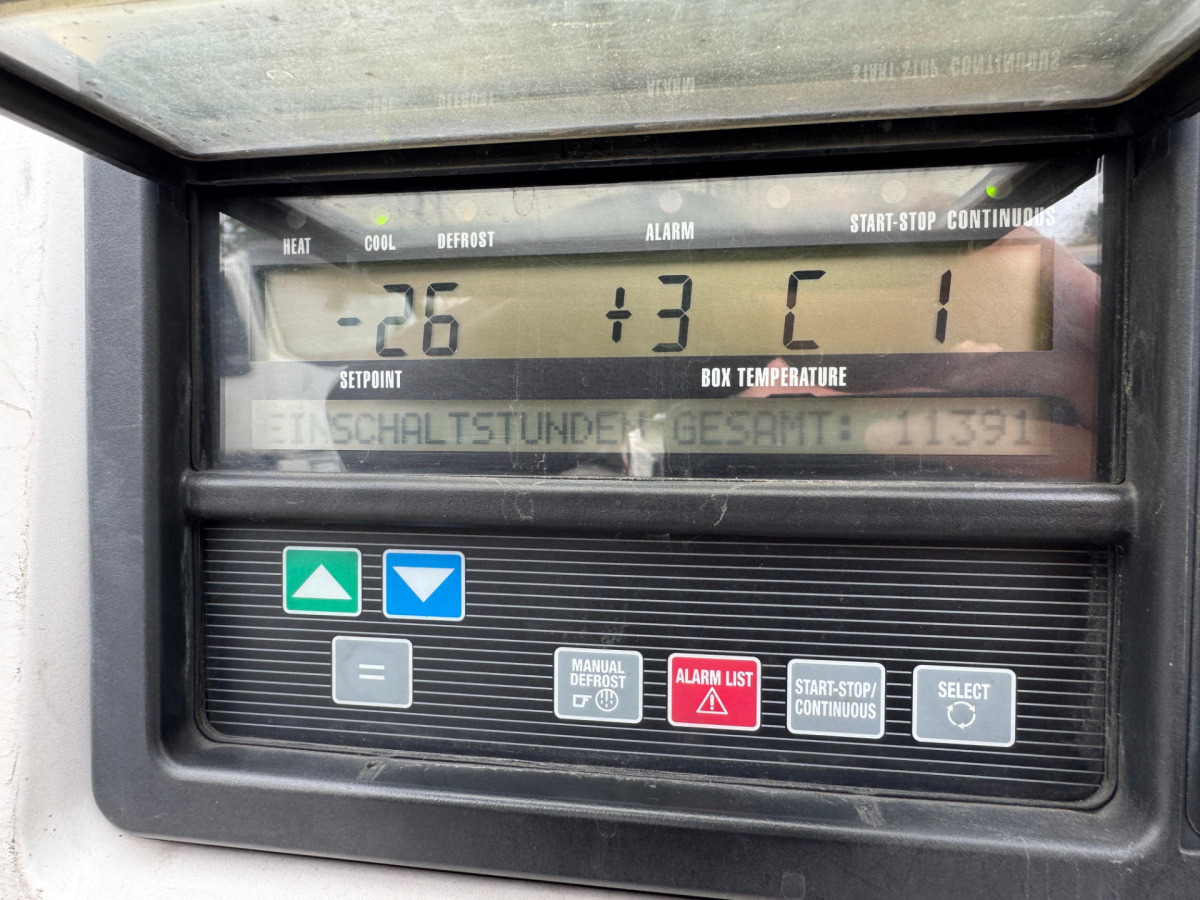 HEAT COOL DEFROST ALARM START-STOP CONTINUOUS
-26 +3 C 1
SETPOINT BOX TEMPERATURE
EINSCHALTSTUNDEN GESAMT: 11391
=
MANUAL DEFROST
ALARM LIST
START-STOP/ CONTINUOUS
SELECT